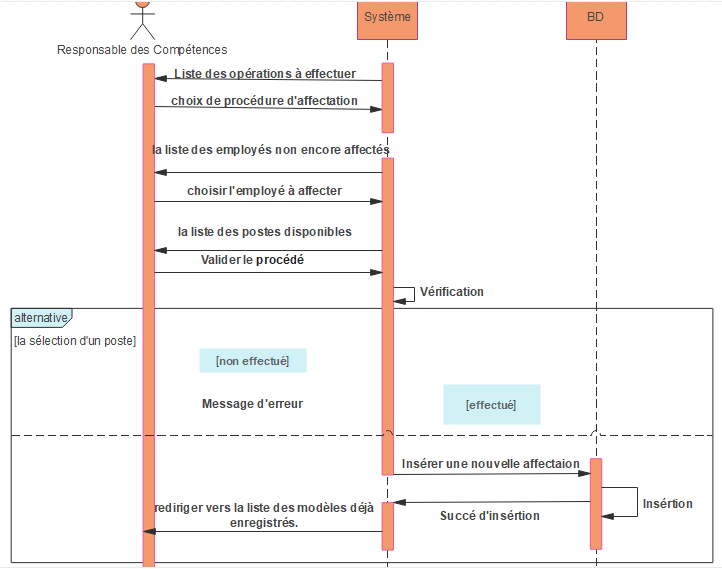 Système
BD
Responsable des Compétences
Liste des opérations à effectuer
choix de procédure d'affectation
la liste des employés non encore affectés
choisir l'employé à affecter
la liste des postes disponibles
Valider le procédé
Vérification
alternative
[la sélection d'un poste]
[non effectué]
Message d'erreur
[effectué]
Insérer une nouvelle affectaion
Insértion
rediriger vers la liste des modèles déjà
enregistrés.
Succé d'insértion